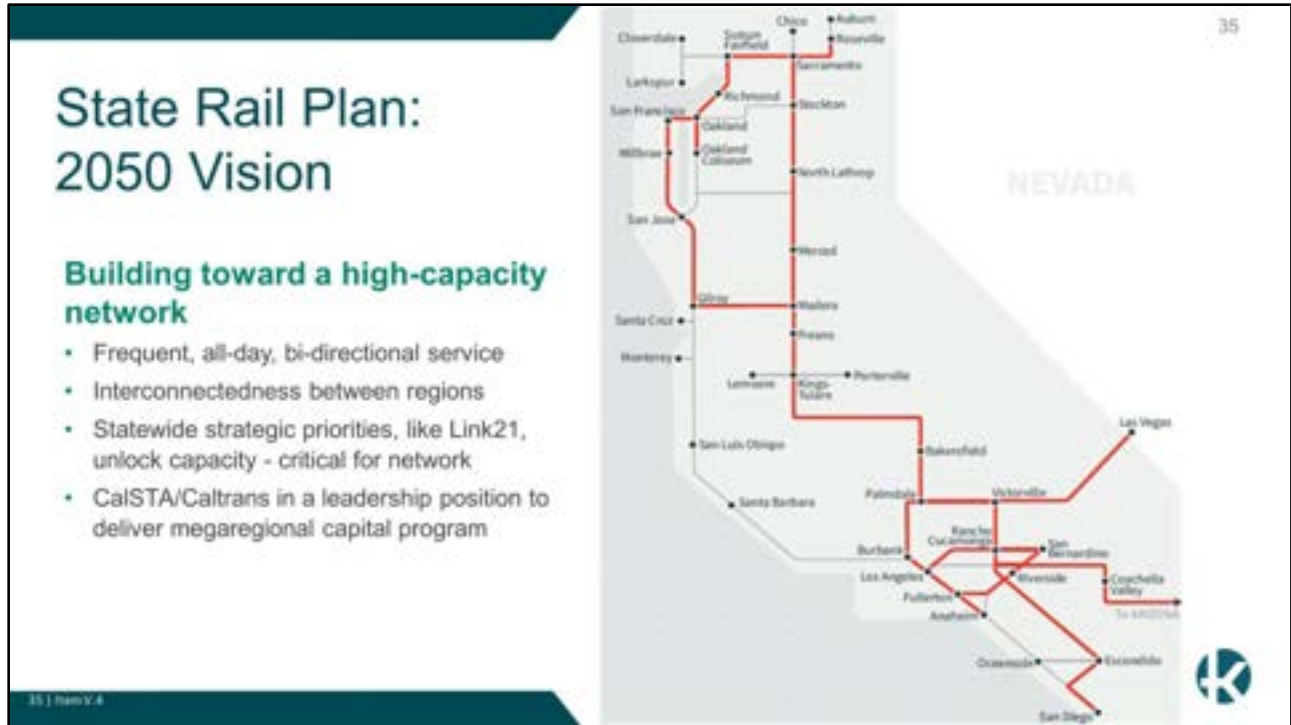 35
State Rail Plan:
2050 Vision
Building toward a high-capacity
network
• Frequent, all-day, bi-directional service
• Interconnectedness between regions
• Statewide strategic priorities, like Link21,
unlock capacity - critical for network
• CalSTA/Caltrans in a leadership position to
deliver megaregional capital program
35 | Item V.4
NEVADA
Chico
Auburn
Cloverdale
Suisun
Fairfield
Roseville
Sacramento
Larkspur
Richmond
Stockton
San Francisco
Oakland
Millbrae
Oakland
Coliseum
North Lathrop
San Jose
Merced
Gilroy
Madera
Santa Cruz
Fresno
Monterey
Lemoore
Kings-
Tulare
Porterville
Las Vegas
San Luis Obispo
Bakersfield
Santa Barbara
Palmdale
Victorville
Rancho
Cucamonga
San
Bernardino
Burbank
Los Angeles
Riverside
Coachella
Valley
Fullerton
To ARIZONA
Anaheim
Oceanside
Escondido
San Diego